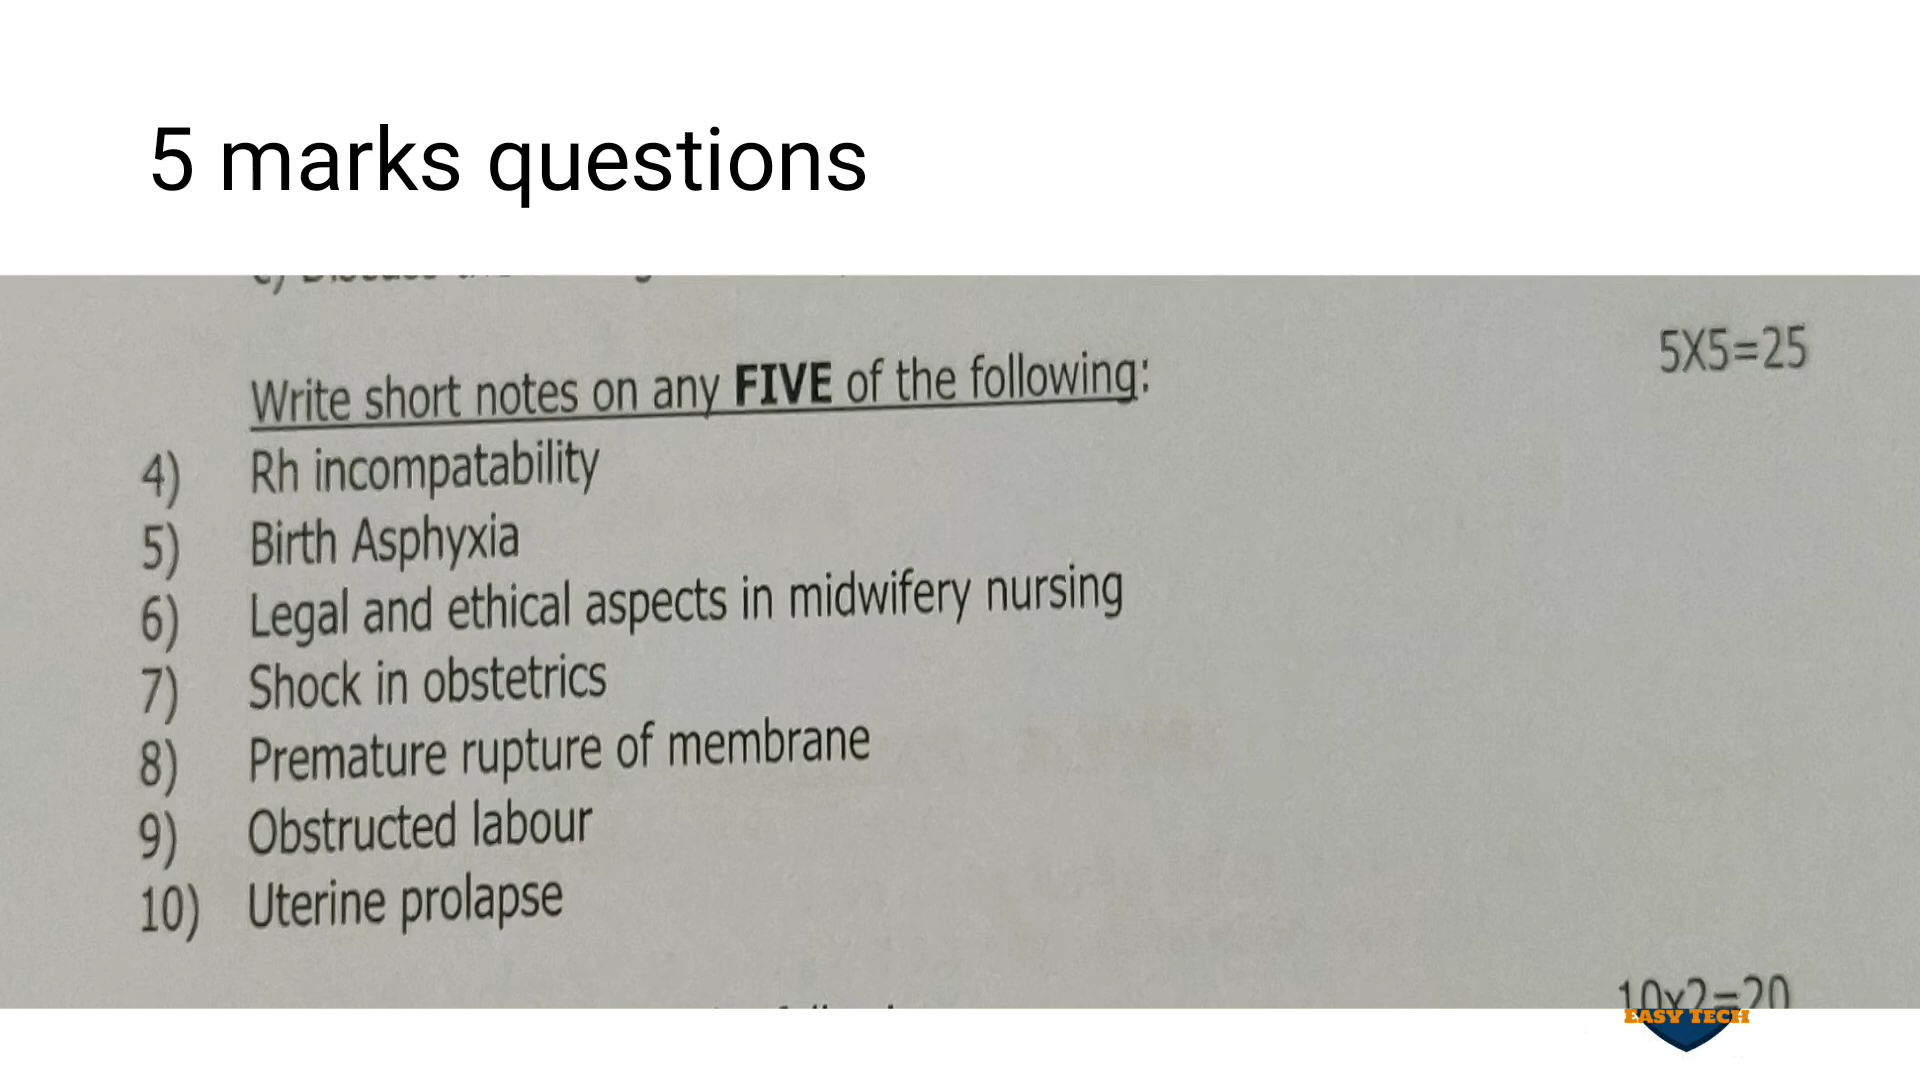 5 marks questions
5X5=25
Write short notes on any FIVE of the following:
4) Rh incompatability
5) Birth Asphyxia
6) Legal and ethical aspects in midwifery nursing
7) Shock in obstetrics
8) Premature rupture of membrane
9) Obstructed labour
10) Uterine prolapse
10x2=20
EASY TECH